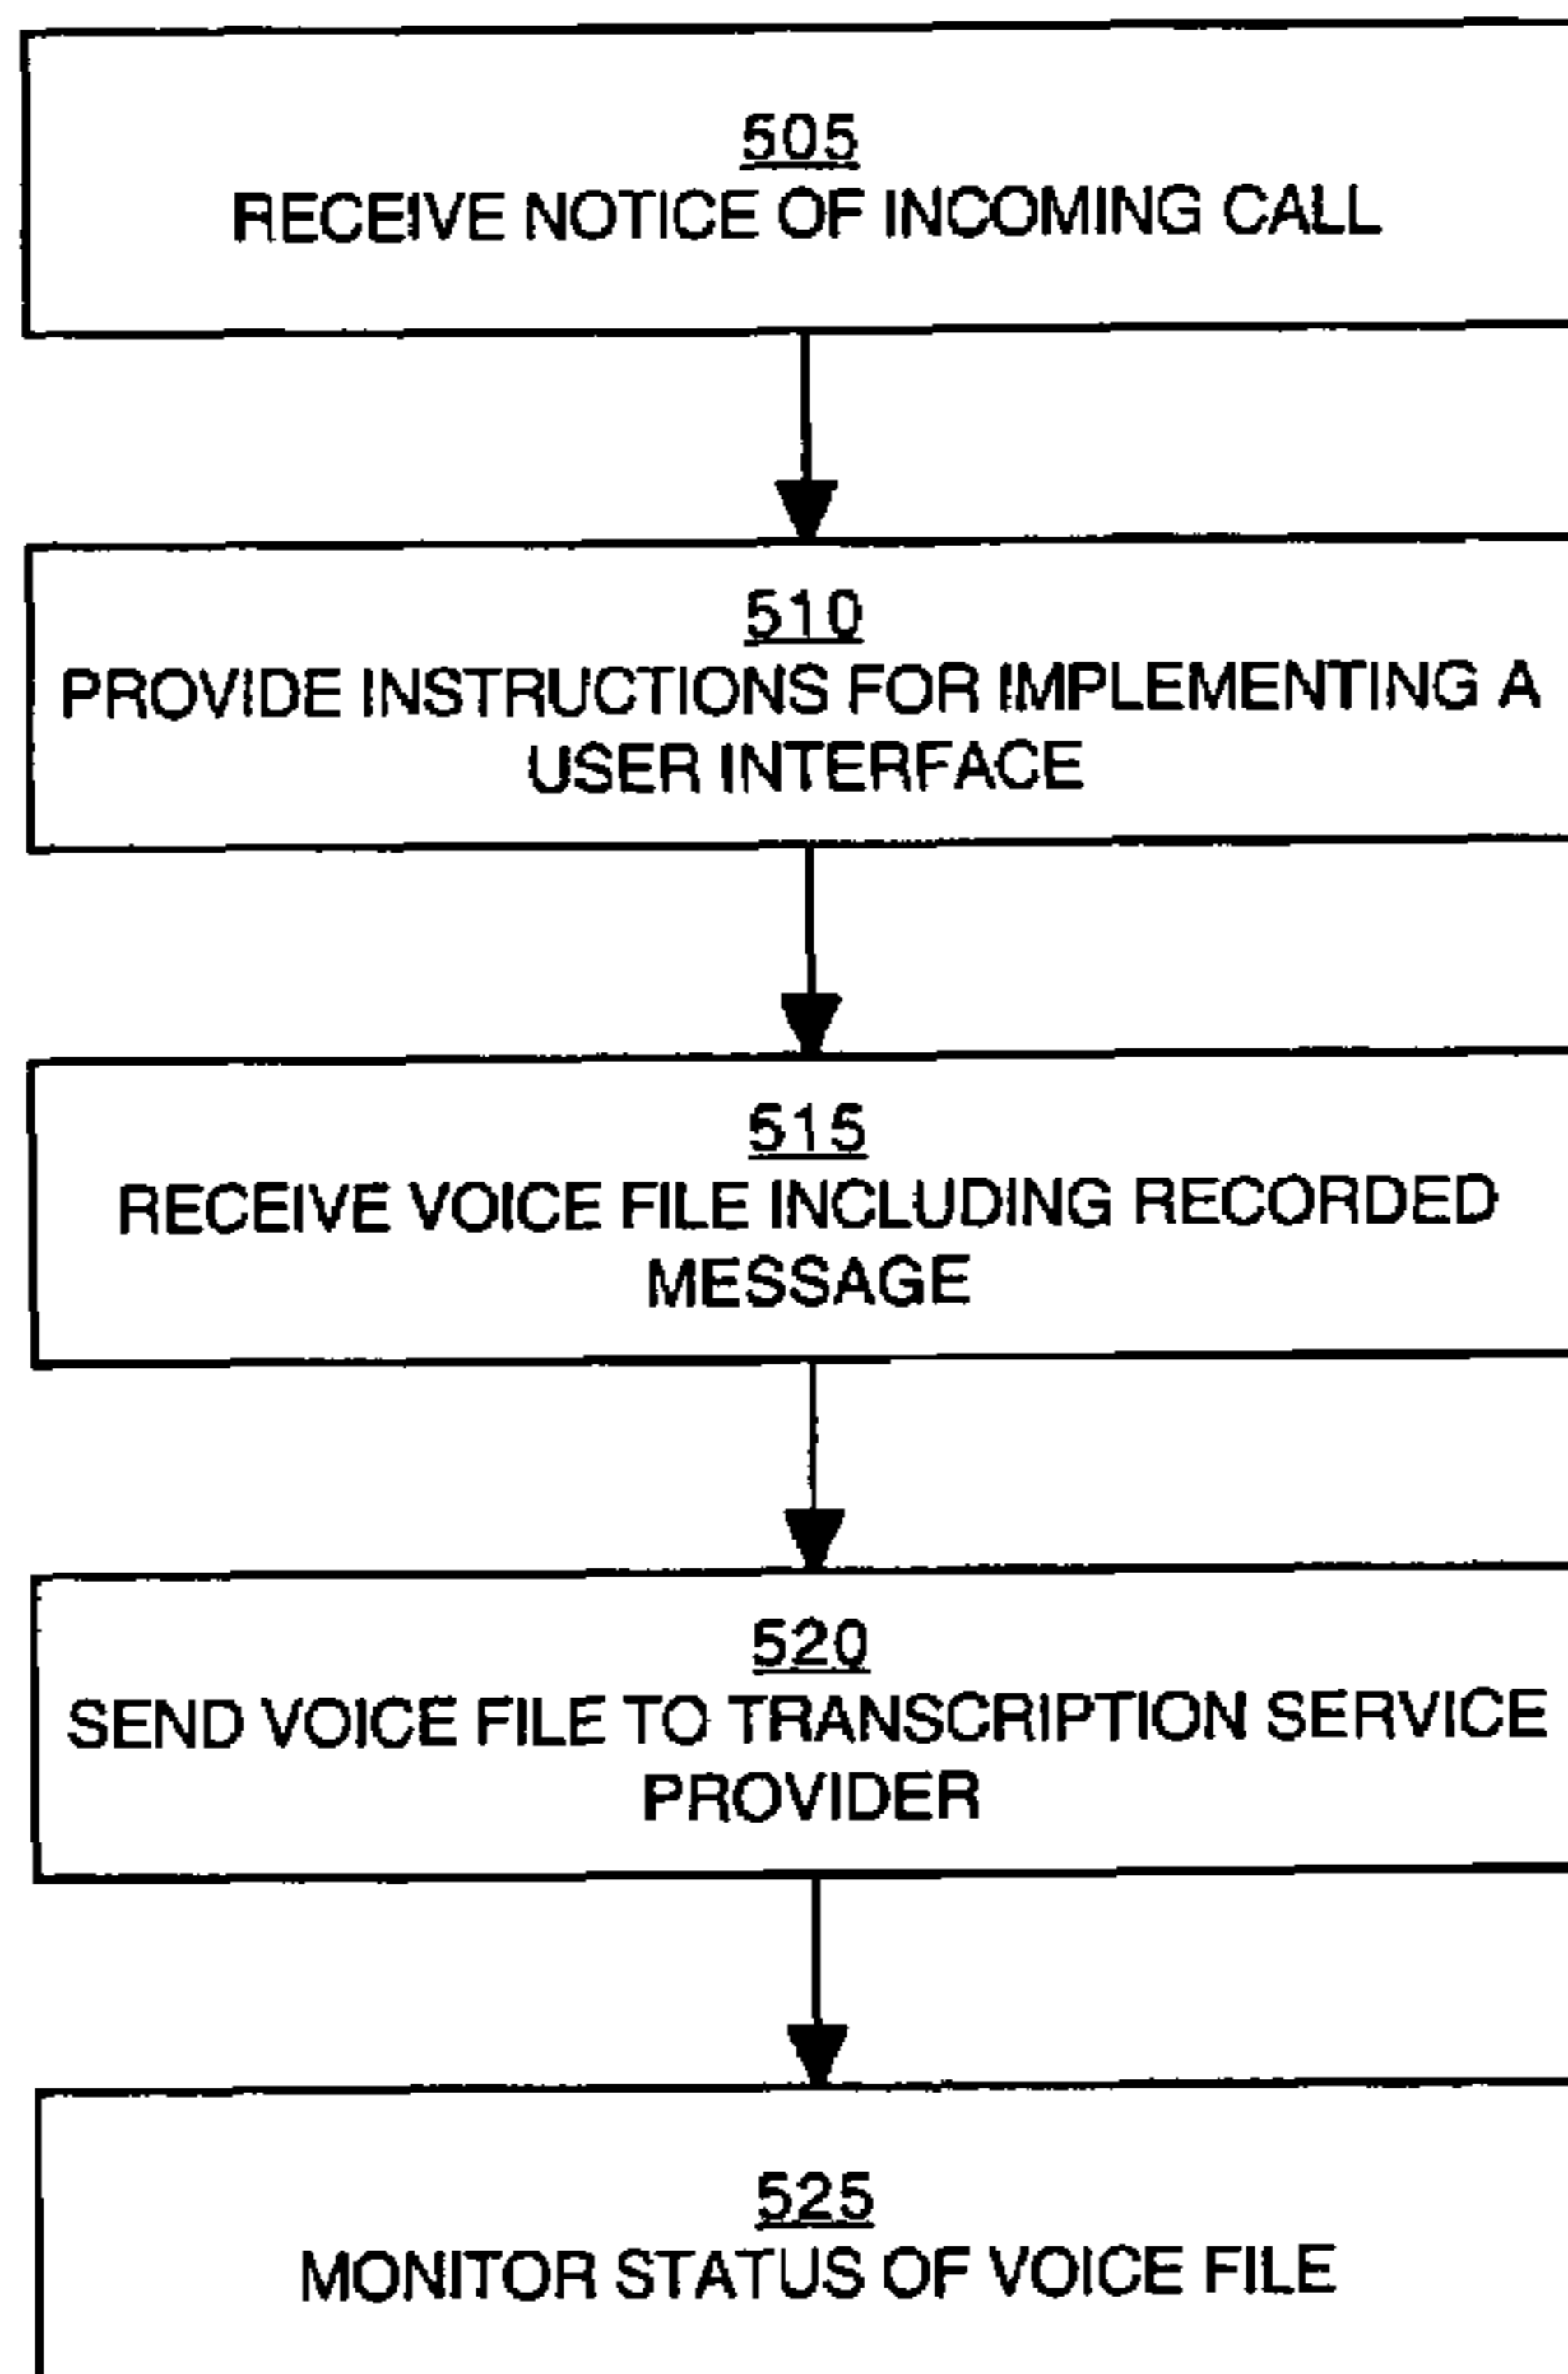 505
RECEIVE NOTICE OF INCOMING CALL
510
PROVIDE INSTRUCTIONS FOR IMPLEMENTING A
USER INTERFACE
515
RECEIVE VOICE FILE INCLUDING RECORDED
MESSAGE
520
SEND VOICE FILE TO TRANSCRIPTION SERVICE
PROVIDER
525
MONITOR STATUS OF VOICE FILE